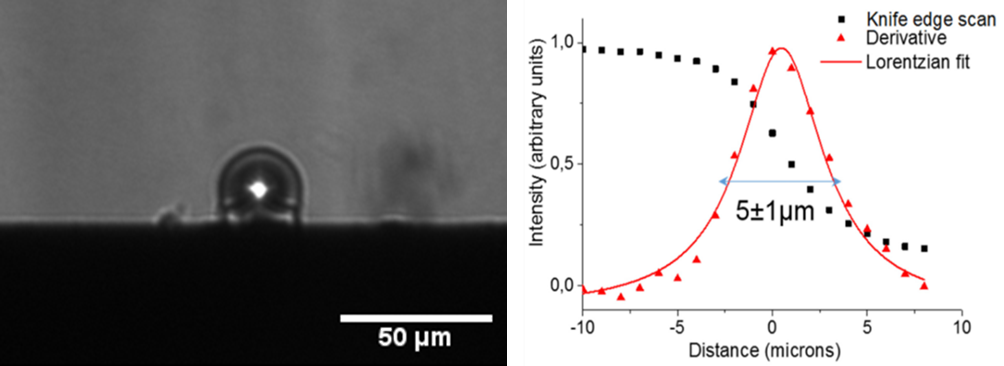 50 μm
Knife edge scan
Derivative
Lorentzian fit
Intensity (arbitrary units)
1,0
0,5
0,0
5±1μm
-10 -5 0 5 10
Distance (microns)